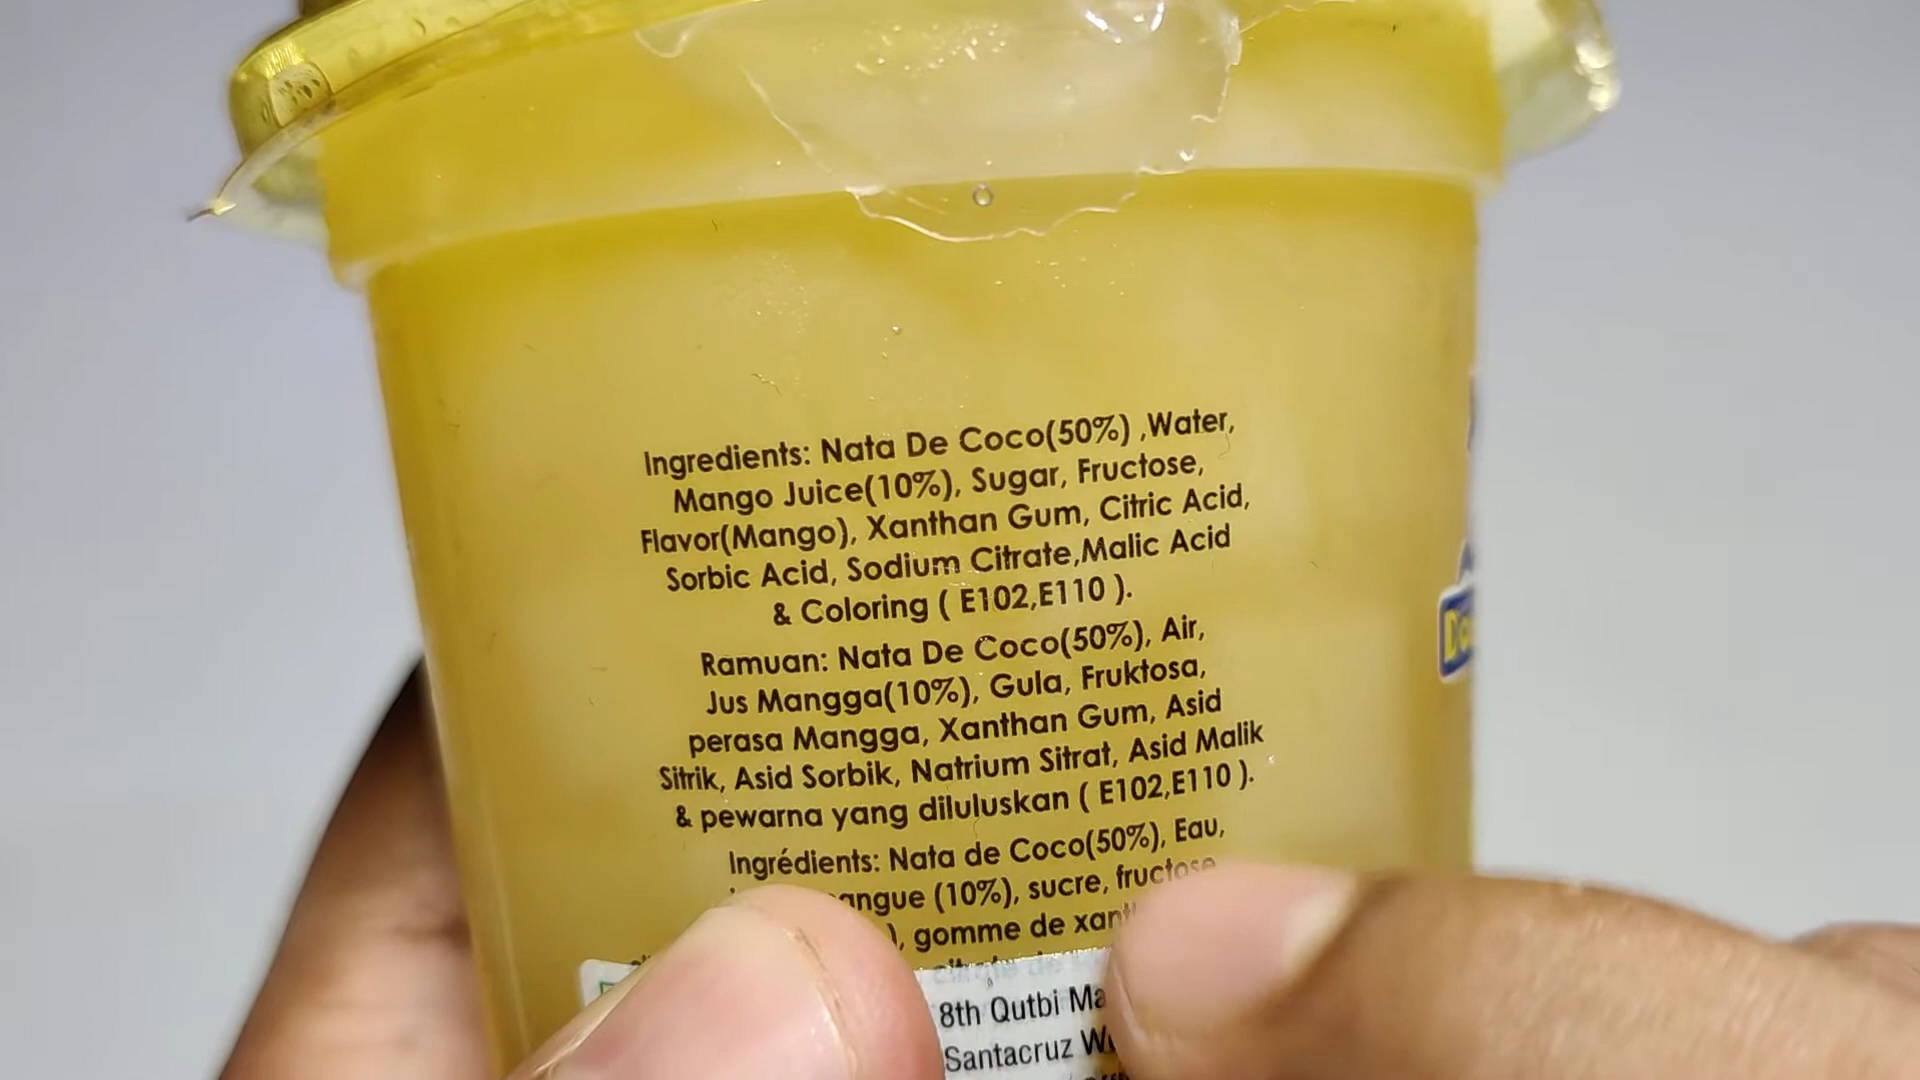 Ingredients: Nata De Coco(50%) ,Water,
Mango Juice(10%), Sugar, Fructose,
Flavor(Mango), Xanthan Gum, Citric Acid,
Sorbic Acid, Sodium Citrate,Malic Acid
& Coloring ( E102,E110 ).
Ramuan: Nata De Coco(50%), Air,
Jus Mangga(10%), Gula, Fruktosa,
perasa Mangga, Xanthan Gum, Asid
Sitrik, Asid Sorbik, Natrium Sitrat, Asid Malik
& pewarna yang diluluskan ( E102,E110 ).
Ingrédients: Nata de Coco(50%), Eau,
(10%), sucre, fructose
), gomme de
8th Qutbi
Santacruz